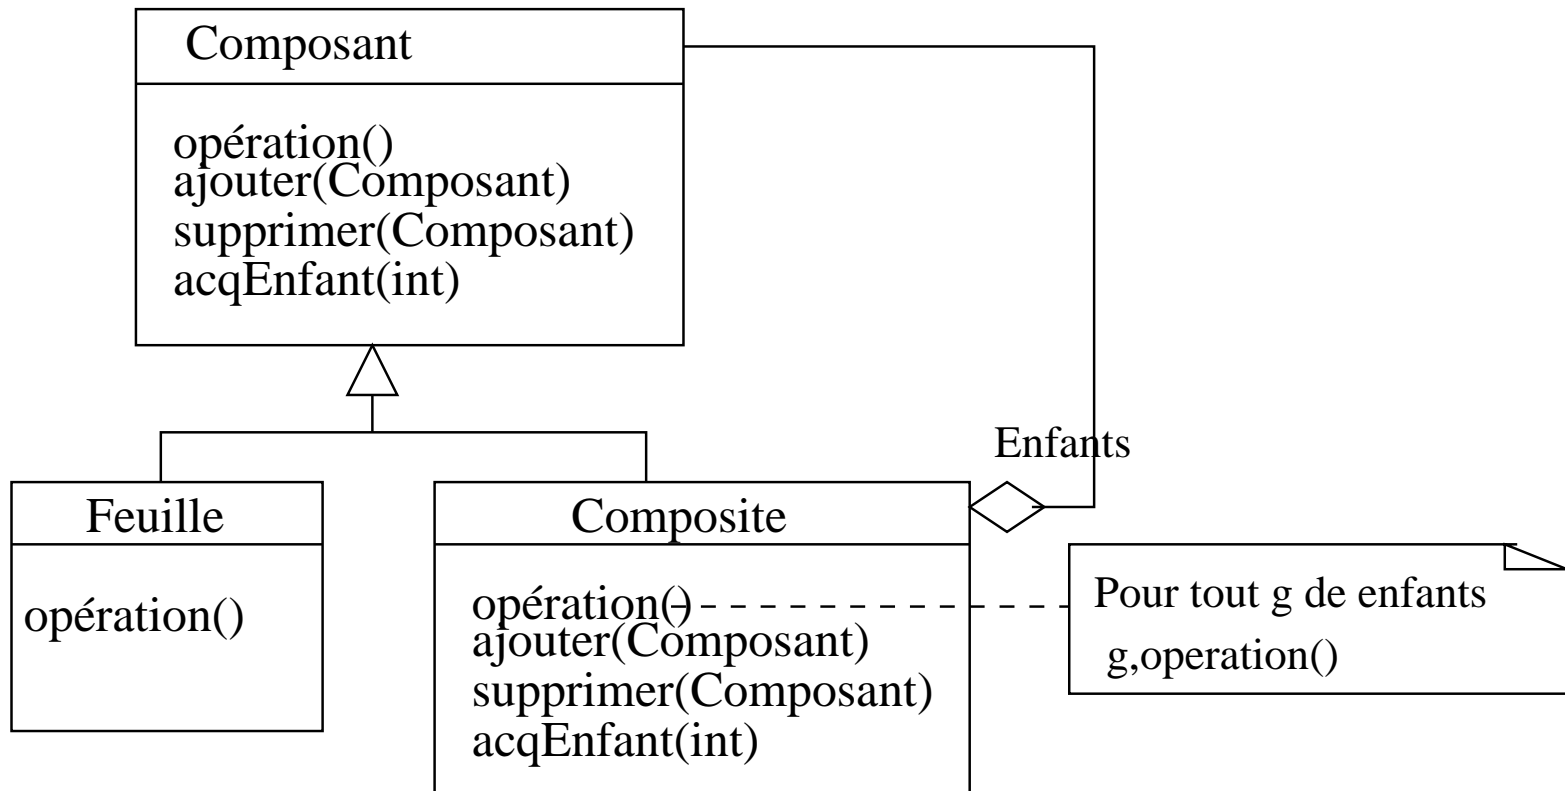 Composant
opération()
ajouter(Composant)
supprimer(Composant)
acqEnfant(int)
Enfants
Feuille
opération()
Composite
opération()
ajouter(Composant)
supprimer(Composant)
acqEnfant(int)
Pour tout g de enfants
g,operation()